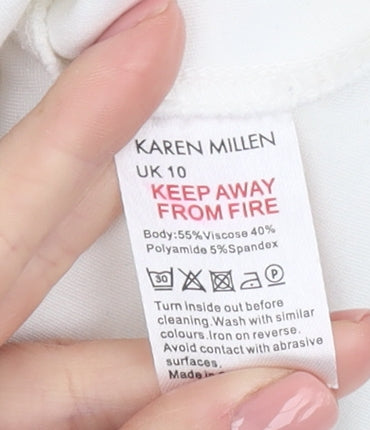 KAREN MILLEN
UK 10
KEEP AWAY
FROM FIRE
Body:55%Viscose 40%
Polyamide 5%Spandex
30 P
Turn inside out before
cleaning.Wash with similar
colours.Iron on reverse.
Avoid contact with abrasive
surfaces.
Made